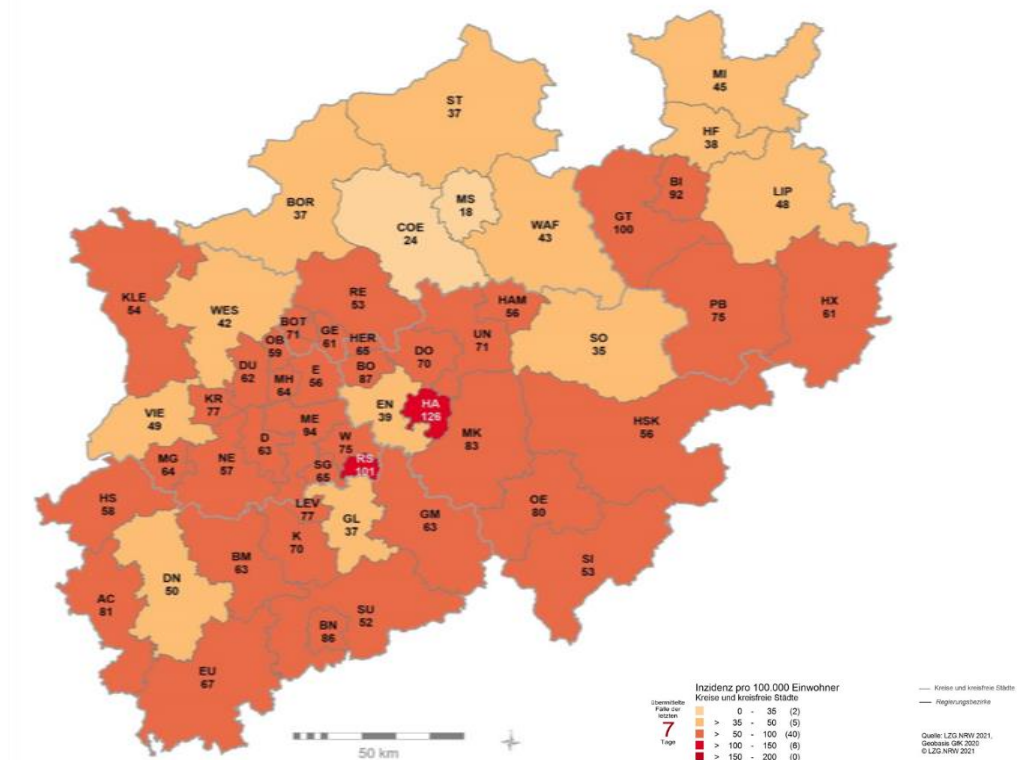 MI
45
ST
37
HF
38
BI
92
LIP
48
MS
18
BOR
37
GT
100
COE
24
WAF
43
KLE
54
RE
53
HAM
56
PB
75
HX
61
WES
42
BOT
71
GE
61
HER
65
UN
71
SO
35
OB
59
DO
70
DU
62
MH
64
E
56
BO
87
KR
77
EN
39
HA
126
VIE
49
ME
94
HSK
56
MK
83
D
63
W
75
MG
64
NE
57
SG
65
RS
101
HS
58
LEV
77
GL
37
GM
63
OE
80
K
70
BM
63
SI
53
DN
50
AC
81
SU
52
BN
86
EU
67
50 km
übermittelte
Fälle der
letzten
7
Tage
Inzidenz pro 100.000 Einwohner
Kreise und kreisfreie Städte
0 - 35 (2)
> 35 - 50 (5)
> 50 - 100 (40)
> 100 - 150 (6)
> 150 - 200 (0)
Kreise und kreisfreie Städte
Regierungsbezirke
Quelle: LZG.NRW 2021,
Geobasis GfK 2020
© LZG.NRW 2021